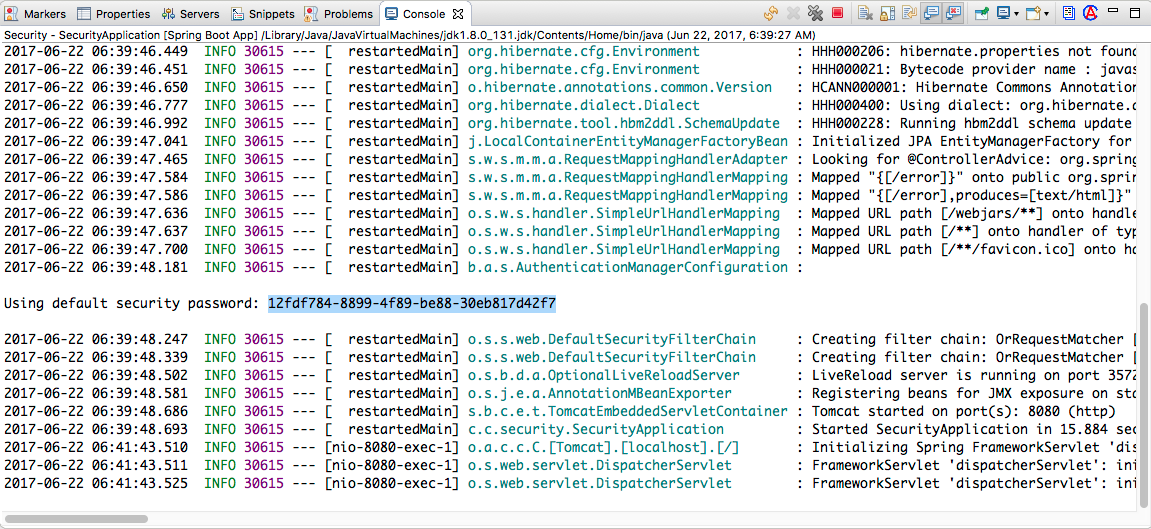 Markers Properties Servers Snippets Problems Console
Security - SecurityApplication [Spring Boot App] /Library/Java/JavaVirtualMachines/jdk1.8.0_131.jdk/Contents/Home/bin/java (Jun 22, 2017, 6:39:27 AM)
2017-06-22 06:39:46.449 INFO 30615 --- [ restartedMain] org.hibernate.cfg.Environment : HHH000206: hibernate.properties not foun
2017-06-22 06:39:46.451 INFO 30615 --- [ restartedMain] org.hibernate.cfg.Environment : HHH000021: Bytecode provider name : javas
2017-06-22 06:39:46.650 INFO 30615 --- [ restartedMain] o.hibernate.annotations.common.Version : HCANN000001: Hibernate Commons Annotation
2017-06-22 06:39:46.777 INFO 30615 --- [ restartedMain] org.hibernate.dialect.Dialect : HHH000400: Using dialect: org.hibernate.
2017-06-22 06:39:46.992 INFO 30615 --- [ restartedMain] org.hibernate.tool.hbm2ddl.SchemaUpdate : HHH000228: Running hbm2ddl schema update
2017-06-22 06:39:47.041 INFO 30615 --- [ restartedMain] j.LocalContainerEntityManagerFactoryBean : Initialized JPA EntityManagerFactory for
2017-06-22 06:39:47.465 INFO 30615 --- [ restartedMain] s.w.s.m.m.a.RequestMappingHandlerAdapter : Looking for @ControllerAdvice: org.spring
2017-06-22 06:39:47.584 INFO 30615 --- [ restartedMain] s.w.s.m.m.a.RequestMappingHandlerMapping : Mapped "{[/error]}" onto public org.spri
2017-06-22 06:39:47.586 INFO 30615 --- [ restartedMain] s.w.s.m.m.a.RequestMappingHandlerMapping : Mapped "{[/error],produces=[text/html]}"
2017-06-22 06:39:47.636 INFO 30615 --- [ restartedMain] o.s.w.s.handler.SimpleUrlHandlerMapping : Mapped URL path [/webjars/**] onto handle
2017-06-22 06:39:47.637 INFO 30615 --- [ restartedMain] o.s.w.s.handler.SimpleUrlHandlerMapping : Mapped URL path [/**] onto handler of typ
2017-06-22 06:39:47.700 INFO 30615 --- [ restartedMain] o.s.w.s.handler.SimpleUrlHandlerMapping : Mapped URL path [/**/favicon.ico] onto h
2017-06-22 06:39:48.181 INFO 30615 --- [ restartedMain] b.a.s.AuthenticationManagerConfiguration :
Using default security password: 12fdf784-8899-4f89-be88-30eb817d42f7
2017-06-22 06:39:48.247 INFO 30615 --- [ restartedMain] o.s.s.web.DefaultSecurityFilterChain : Creating filter chain: OrRequestMatcher [
2017-06-22 06:39:48.339 INFO 30615 --- [ restartedMain] o.s.s.web.DefaultSecurityFilterChain : Creating filter chain: OrRequestMatcher [
2017-06-22 06:39:48.502 INFO 30615 --- [ restartedMain] o.s.b.d.a.OptionalLiveReloadServer : LiveReload server is running on port 3572
2017-06-22 06:39:48.581 INFO 30615 --- [ restartedMain] o.s.j.e.a.AnnotationMBeanExporter : Registering beans for JMX exposure on sta
2017-06-22 06:39:48.686 INFO 30615 --- [ restartedMain] s.b.c.e.t.TomcatEmbeddedServletContainer : Tomcat started on port(s): 8080 (http)
2017-06-22 06:39:48.693 INFO 30615 --- [ restartedMain] c.c.security.SecurityApplication : Started SecurityApplication in 15.884 sec
2017-06-22 06:41:43.510 INFO 30615 --- [nio-8080-exec-1] o.a.c.c.C.[Tomcat].[localhost].[/] : Initializing Spring FrameworkServlet 'dis
2017-06-22 06:41:43.511 INFO 30615 --- [nio-8080-exec-1] o.s.web.servlet.DispatcherServlet : FrameworkServlet 'dispatcherServlet': ini
2017-06-22 06:41:43.525 INFO 30615 --- [nio-8080-exec-1] o.s.web.servlet.DispatcherServlet : FrameworkServlet 'dispatcherServlet': ini